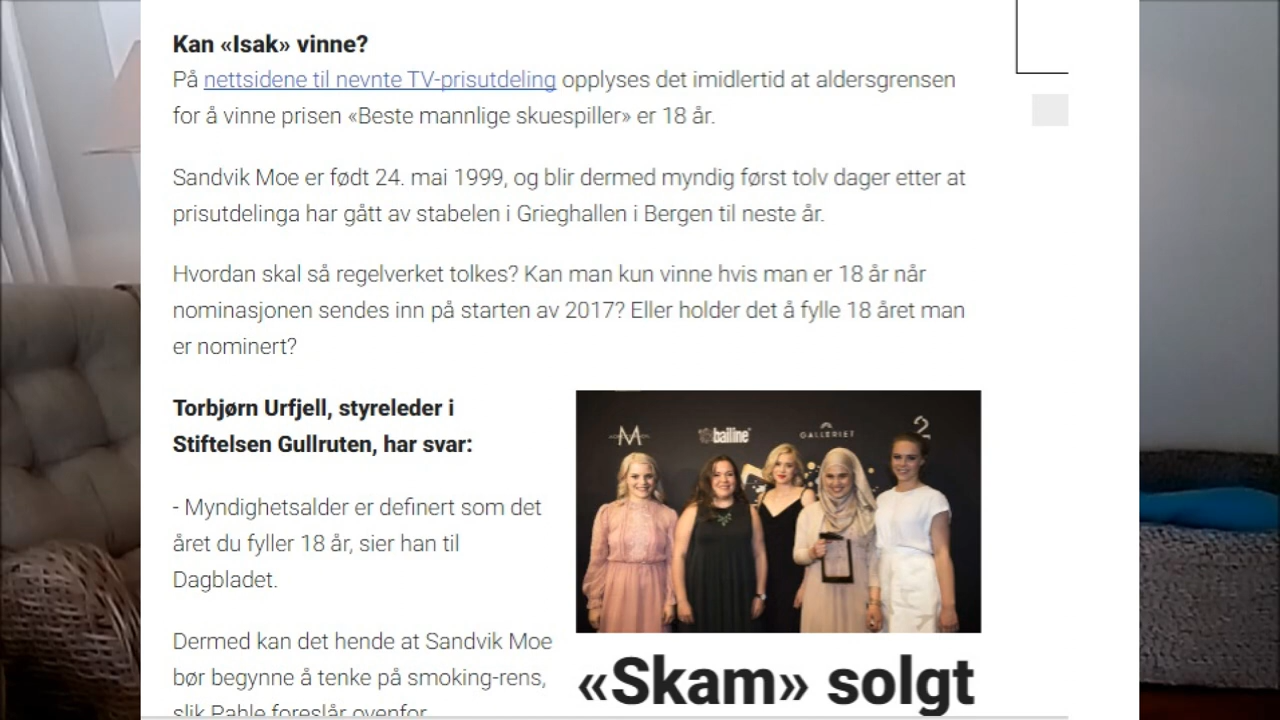 Kan «Isak» vinne?
På nettsidene til nevnte TV-prisutdeling opplyses det imidlertid at aldersgrensen
for å vinne prisen «Beste mannlige skuespiller» er 18 år.
Sandvik Moe er født 24. mai 1999, og blir dermed myndig først tolv dager etter at
prisutdelinga har gått av stabelen i Grieghallen i Bergen til neste år.
Hvordan skal så regelverket tolkes? Kan man kun vinne hvis man er 18 år når
nominasjonen sendes inn på starten av 2017? Eller holder det å fylle 18 året man
er nominert?
Torbjørn Urfjell, styreleder i
Stiftelsen Gullruten, har svar:
- Myndighetsalder er definert som det
året du fyller 18 år, sier han til
Dagbladet.
Dermed kan det hende at Sandvik Moe
bør begynne å tenke på smoking-rens,
slik Pahle foreslår ovenfor.
M
bailine
GALLERIET
2
«Skam» solgt